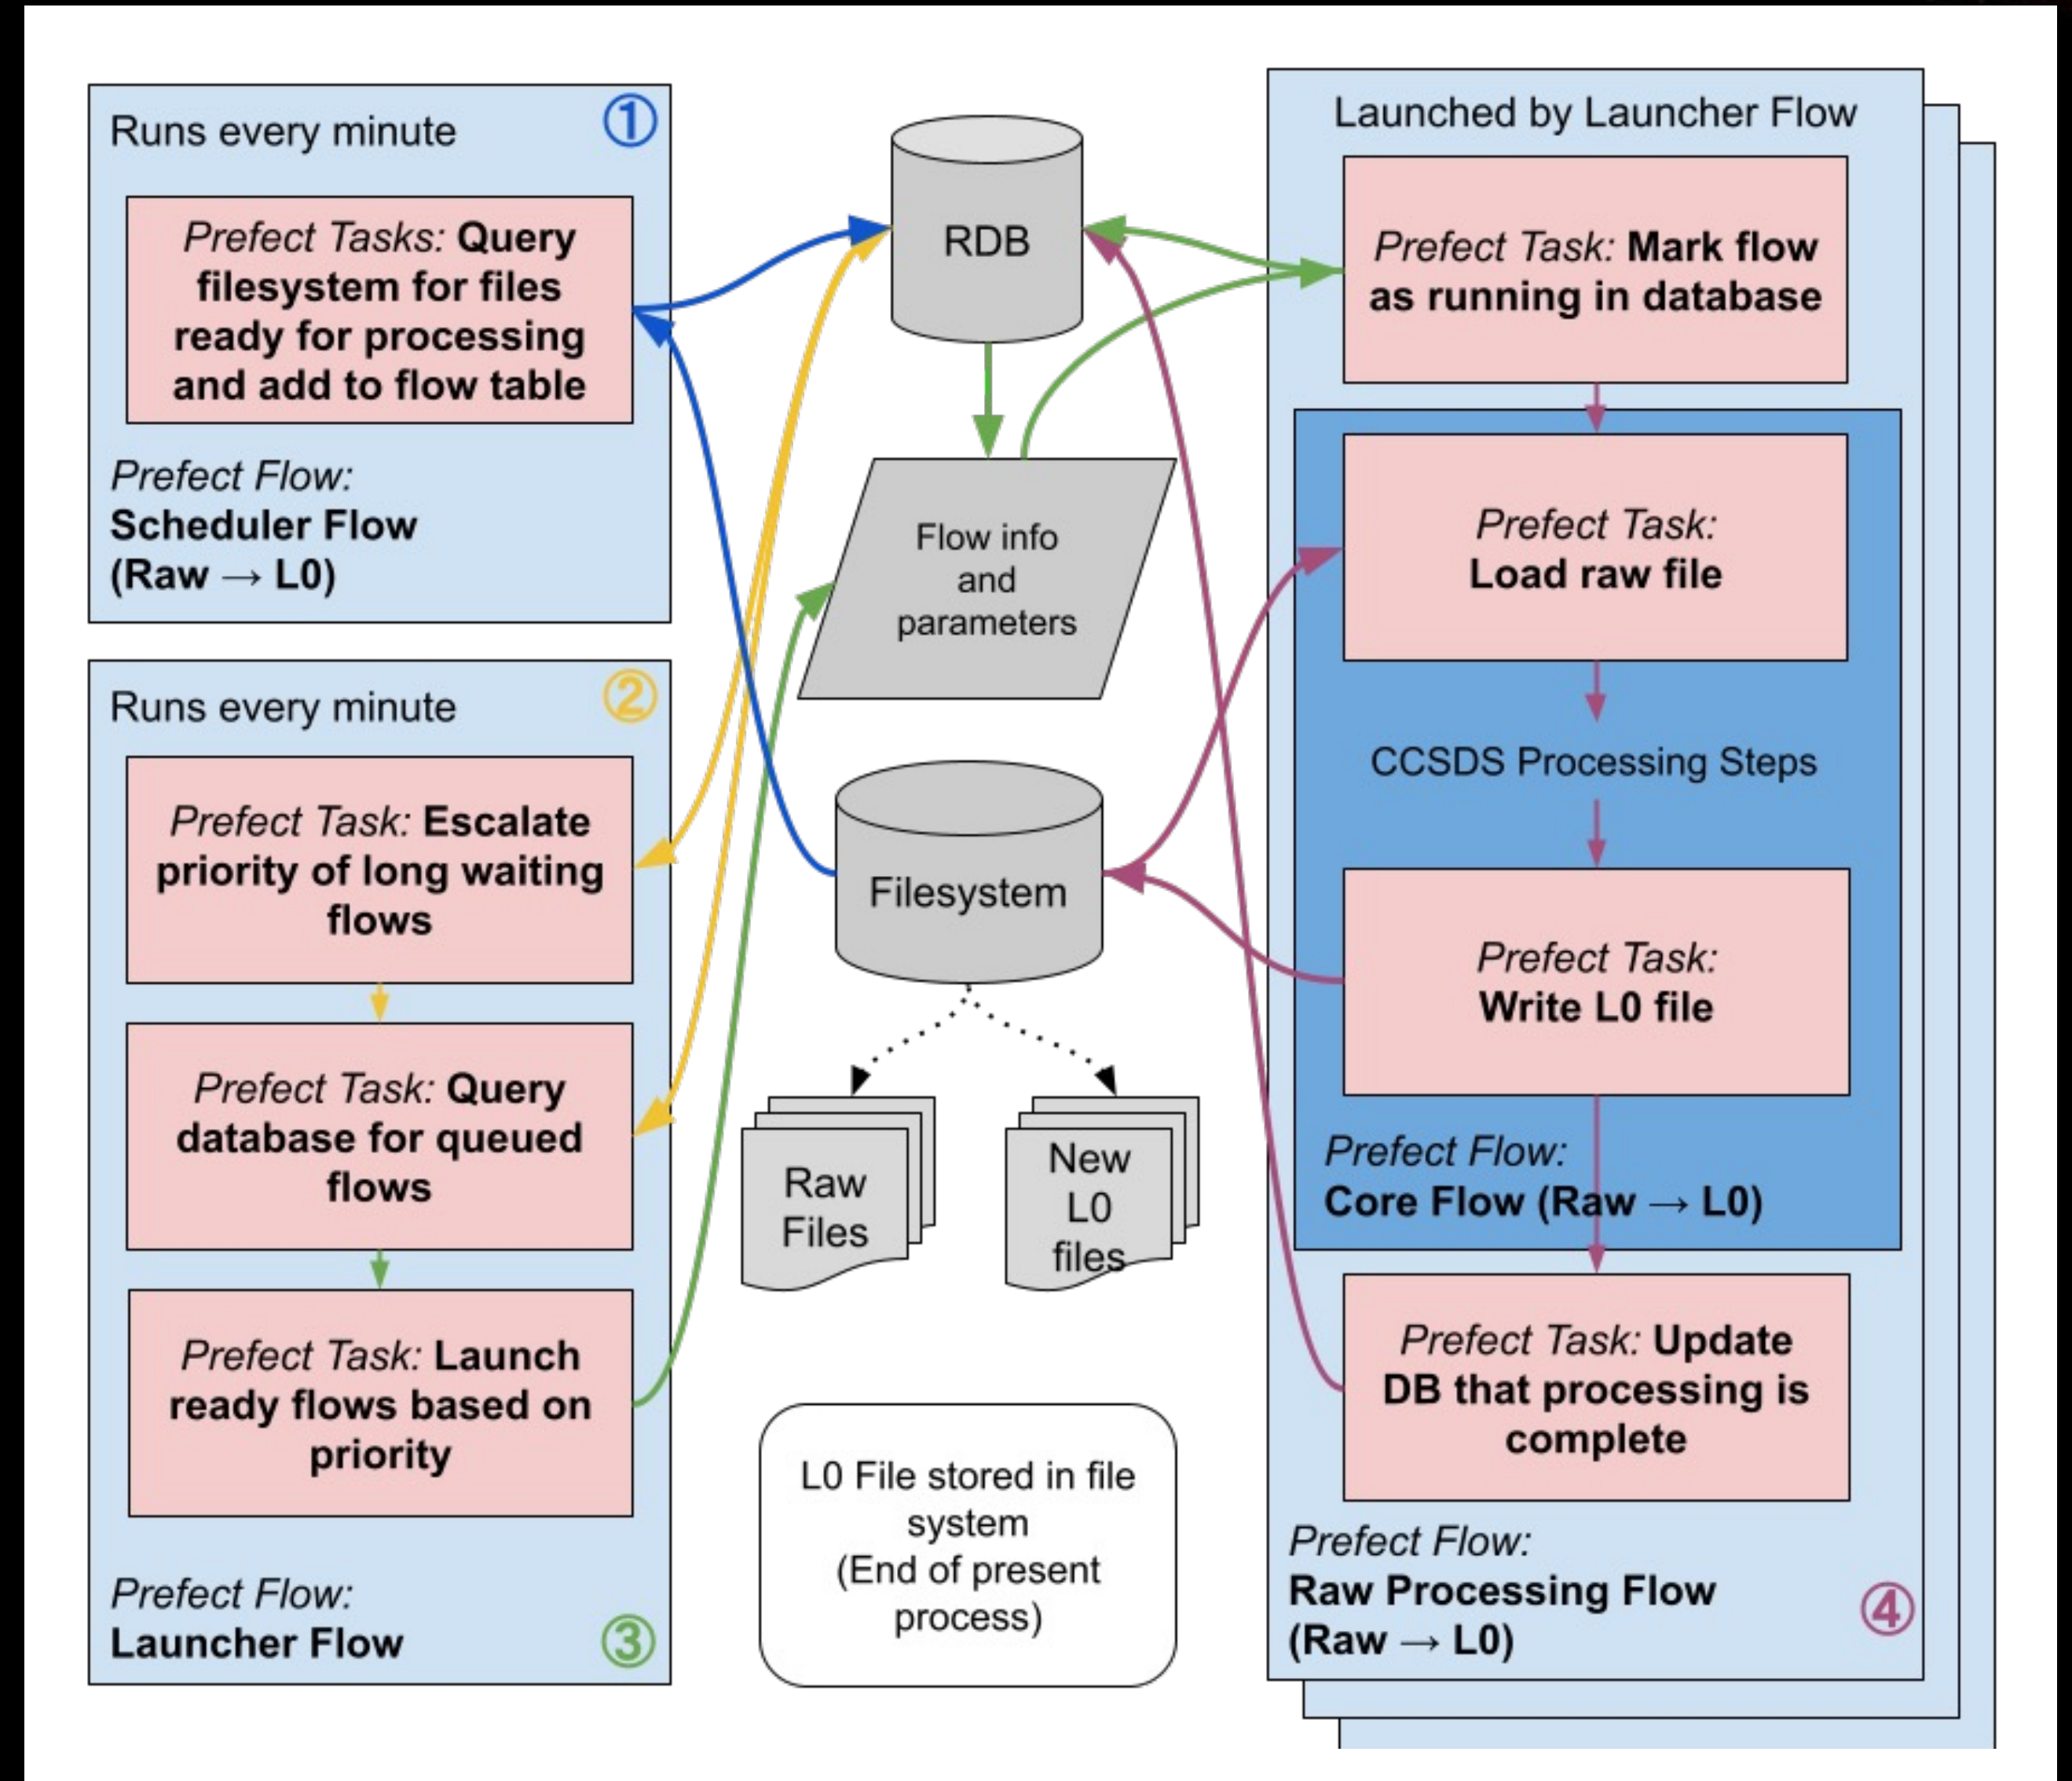 Runs every minute
①
Prefect Tasks: Query
filesystem for files
ready for processing
and add to flow table
Prefect Flow:
Scheduler Flow
(Raw → L0)
Runs every minute
②
Prefect Task: Escalate
priority of long waiting
flows
Prefect Task: Query
database for queued
flows
Prefect Task: Launch
ready flows based on
priority
Prefect Flow:
Launcher Flow
③
RDB
Flow info
and
parameters
Filesystem
Raw
Files
New
L0
files
L0 File stored in file
system
(End of present
process)
Launched by Launcher Flow
Prefect Task: Mark flow
as running in database
Prefect Task:
Load raw file
CCSDS Processing Steps
Prefect Task:
Write L0 file
Prefect Flow:
Core Flow (Raw → L0)
Prefect Task: Update
DB that processing is
complete
Prefect Flow:
Raw Processing Flow
(Raw → L0)
④